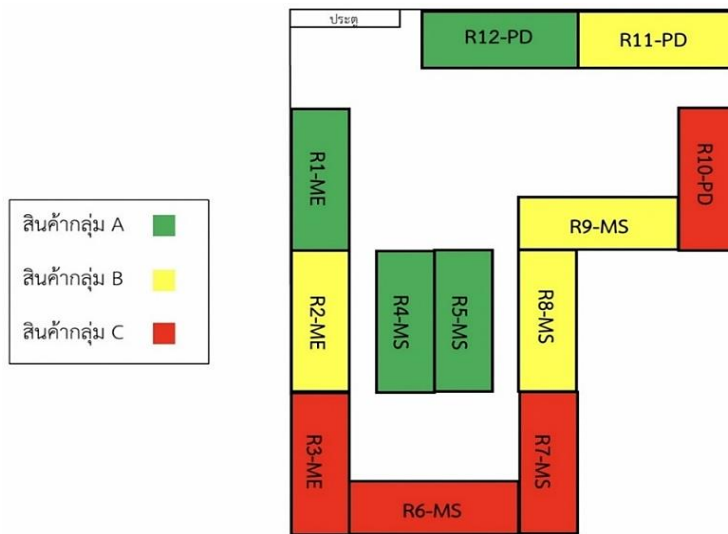 ประตู
R12-PD
R11-PD
R1-ME
R10-PD
R9-MS
สินค้ากลุ่ม A
สินค้ากลุ่ม B
สินค้ากลุ่ม C
R2-ME
R4-MS
R5-MS
R8-MS
R3-ME
R7-MS
R6-MS